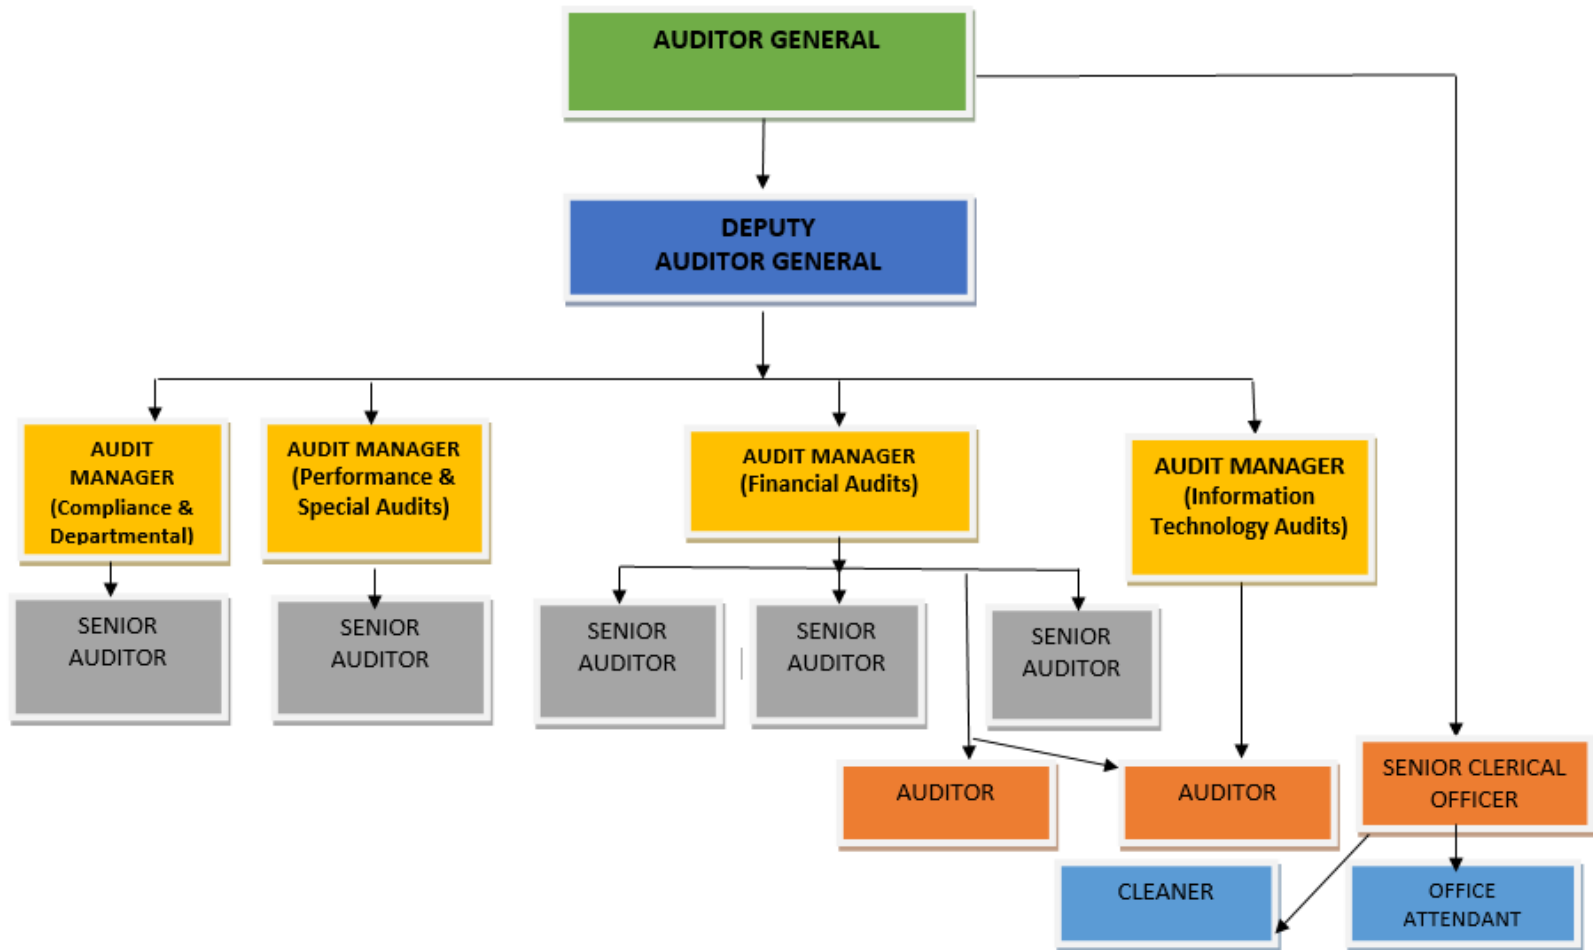 AUDITOR GENERAL
DEPUTY
AUDITOR GENERAL
AUDIT
MANAGER
(Compliance &
Departmental)
AUDIT MANAGER
(Performance &
Special Audits)
AUDIT MANAGER
(Financial Audits)
AUDIT MANAGER
(Information
Technology Audits)
SENIOR
AUDITOR
SENIOR
AUDITOR
SENIOR
AUDITOR
SENIOR
AUDITOR
SENIOR
AUDITOR
AUDITOR
AUDITOR
SENIOR CLERICAL
OFFICER
CLEANER
OFFICE
ATTENDANT